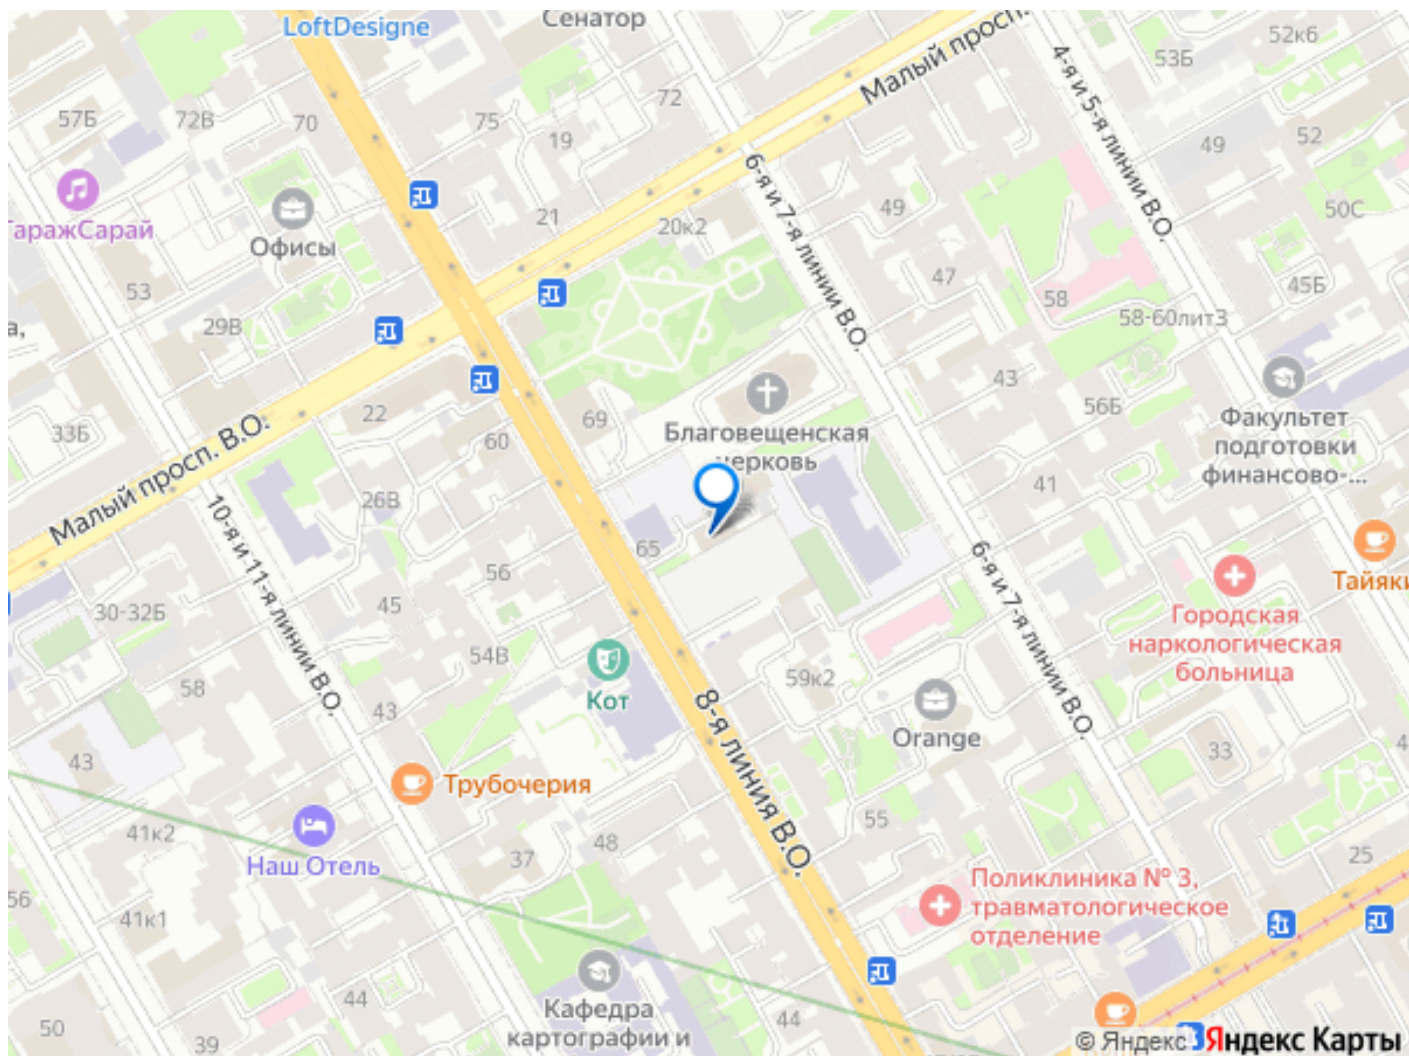 LoftDesigne
Сенатор
52к6
53Б
Малый просп.
4-я и 5-я линии В.О.
57Б
72В
70
75
72
19
49
52
ГаражСарай
Офисы
21
20к2
6-я и 7-я линии В.О.
49
50С
53
29В
47
58
58-60лит3
45Б
22
69
60
43
56Б
33Б
Малый просп. В.О.
Благовещенская
церковь
Факультет
подготовки
финансово-...
26В
41
10-я и 11-я линии В.О.
65
56
6-я и 7-я линии В.О.
Тайяки
30-32Б
45
Городская
наркологическая
больница
54В
58
Кот
59к2
43
8-я линия В.О.
Orange
33
43
Трубочерия
41к2
Наш Отель
37
48
55
25
56
41к1
Поликлиника № 3,
травматологическое
отделение
Кафедра
картографии и
44
44
50
39
© Яндекс
Яндекс Карты